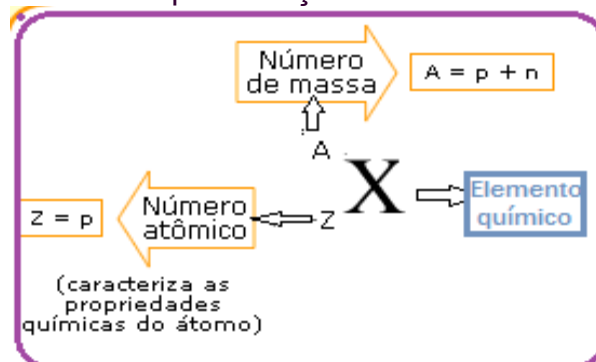 Número
de massa
A = p + n
A
X
Elemento
químico
Z = p
Número
atômico
Z
(caracteriza as
propriedades
químicas do átomo)